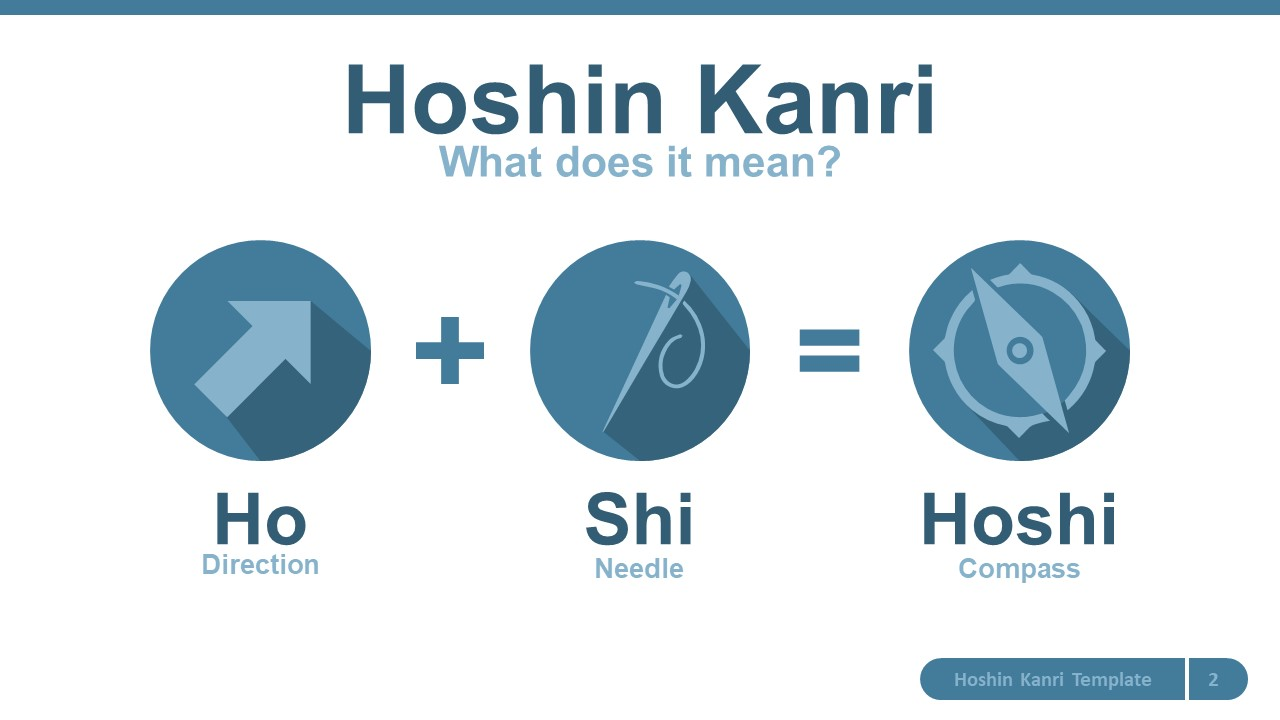 Hoshin Kanri
What does it mean?
+
=
Ho
Shi
Hoshi
Direction
Needle
Compass
Hoshin Kanri Template
2